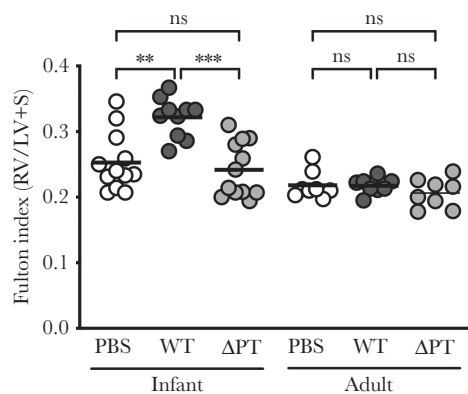 ns
ns
** ***
ns ns
Fulton index (RV/LV+S)
0.4
0.3
0.2
0.1
0.0
PBS WT ΔPT PBS WT ΔPT
Infant Adult